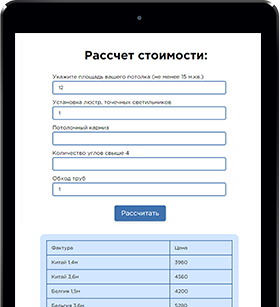 Рассчет стоимости:
Укажите площадь вашего потолка (не менее 15 м.кв.)
12
Установка люстр, точечных светильников
1
Потолочный карниз
Количество углов свыше 4
Обход труб
1
Рассчитать
Фактура Цена
Китай 1.4м 3960
Китай 3.6м 4560
Белгия 1,5м 4200
Бельгия 3.6м 5280